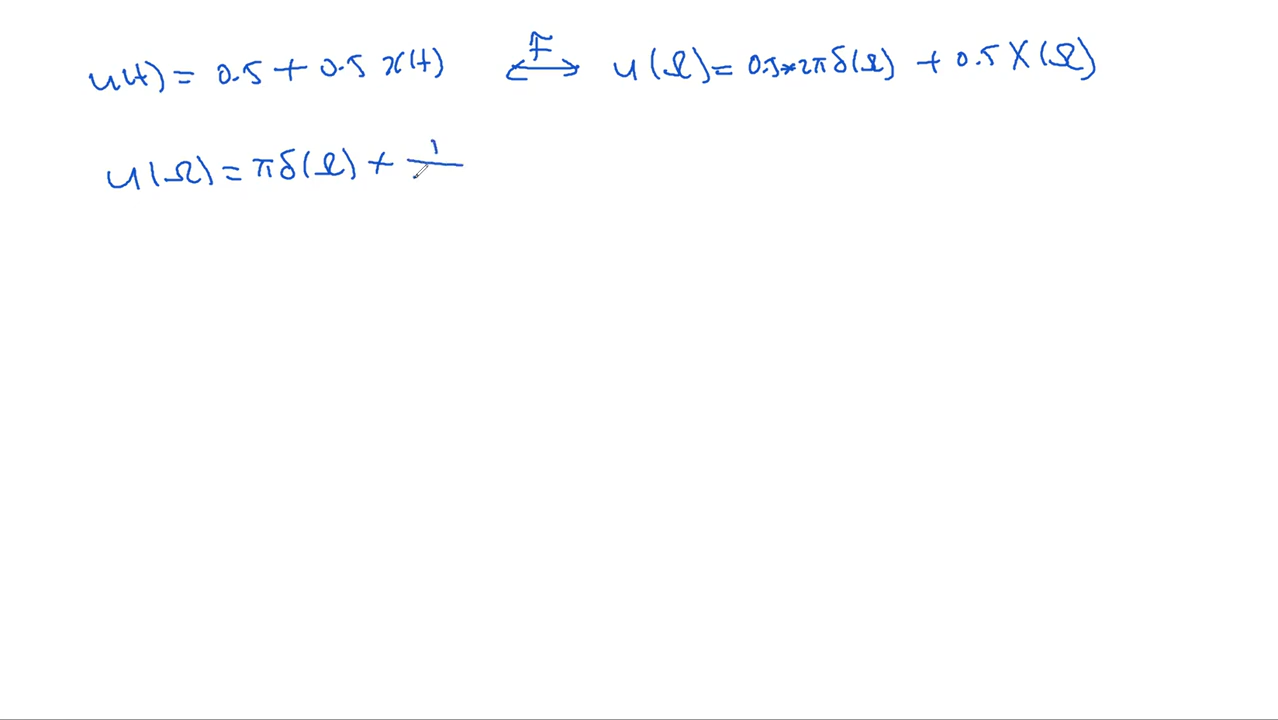 u(t) = 0.5 + 0.5 x(t) F ⟷ U(Ω) = 0.5*2πδ(Ω) + 0.5 X(Ω)
U(Ω) = πδ(Ω) + 1/